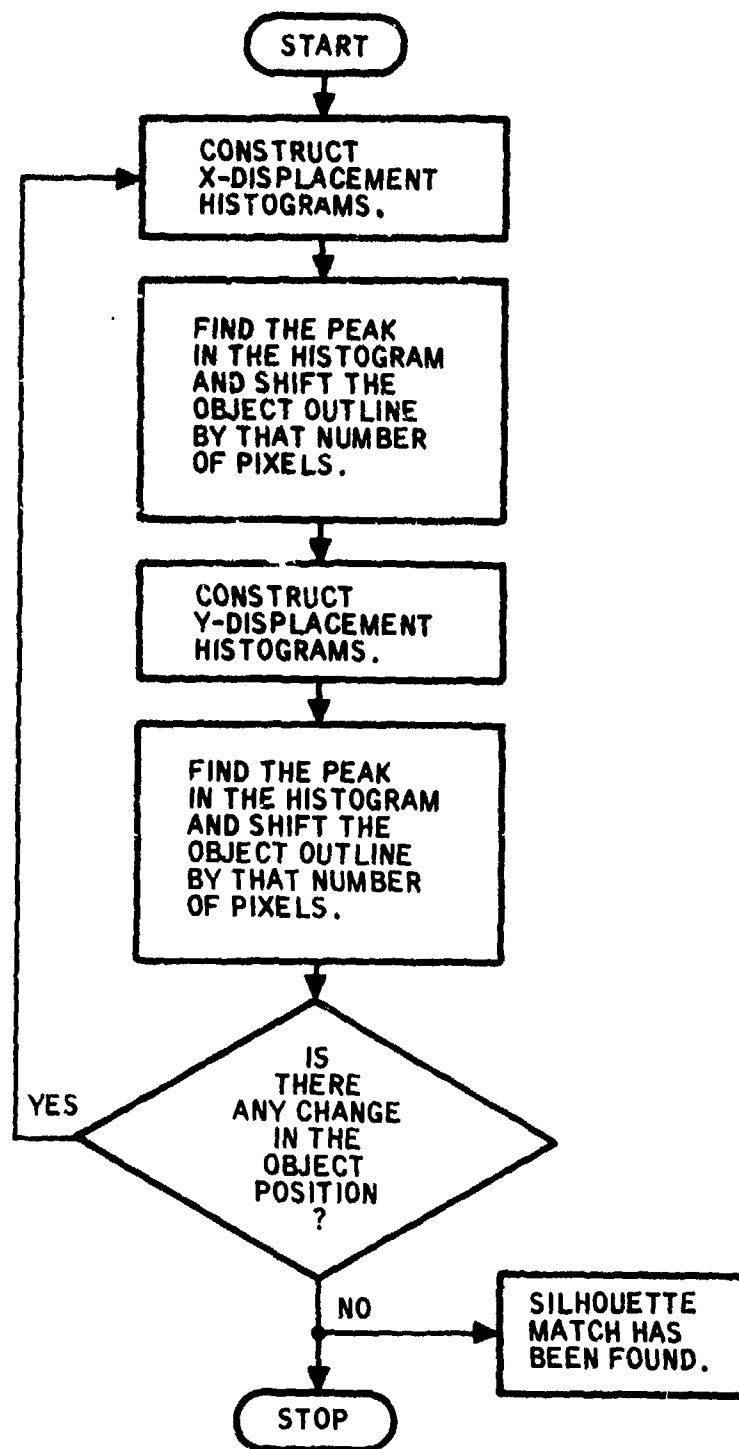 START
CONSTRUCT
X-DISPLACEMENT
HISTOGRAMS.
FIND THE PEAK
IN THE HISTOGRAM
AND SHIFT THE
OBJECT OUTLINE
BY THAT NUMBER
OF PIXELS.
CONSTRUCT
Y-DISPLACEMENT
HISTOGRAMS.
FIND THE PEAK
IN THE HISTOGRAM
AND SHIFT THE
OBJECT OUTLINE
BY THAT NUMBER
OF PIXELS.
IS
THERE
ANY CHANGE
IN THE
OBJECT
POSITION
?
YES
NO
SILHOUETTE
MATCH HAS
BEEN FOUND.
STOP